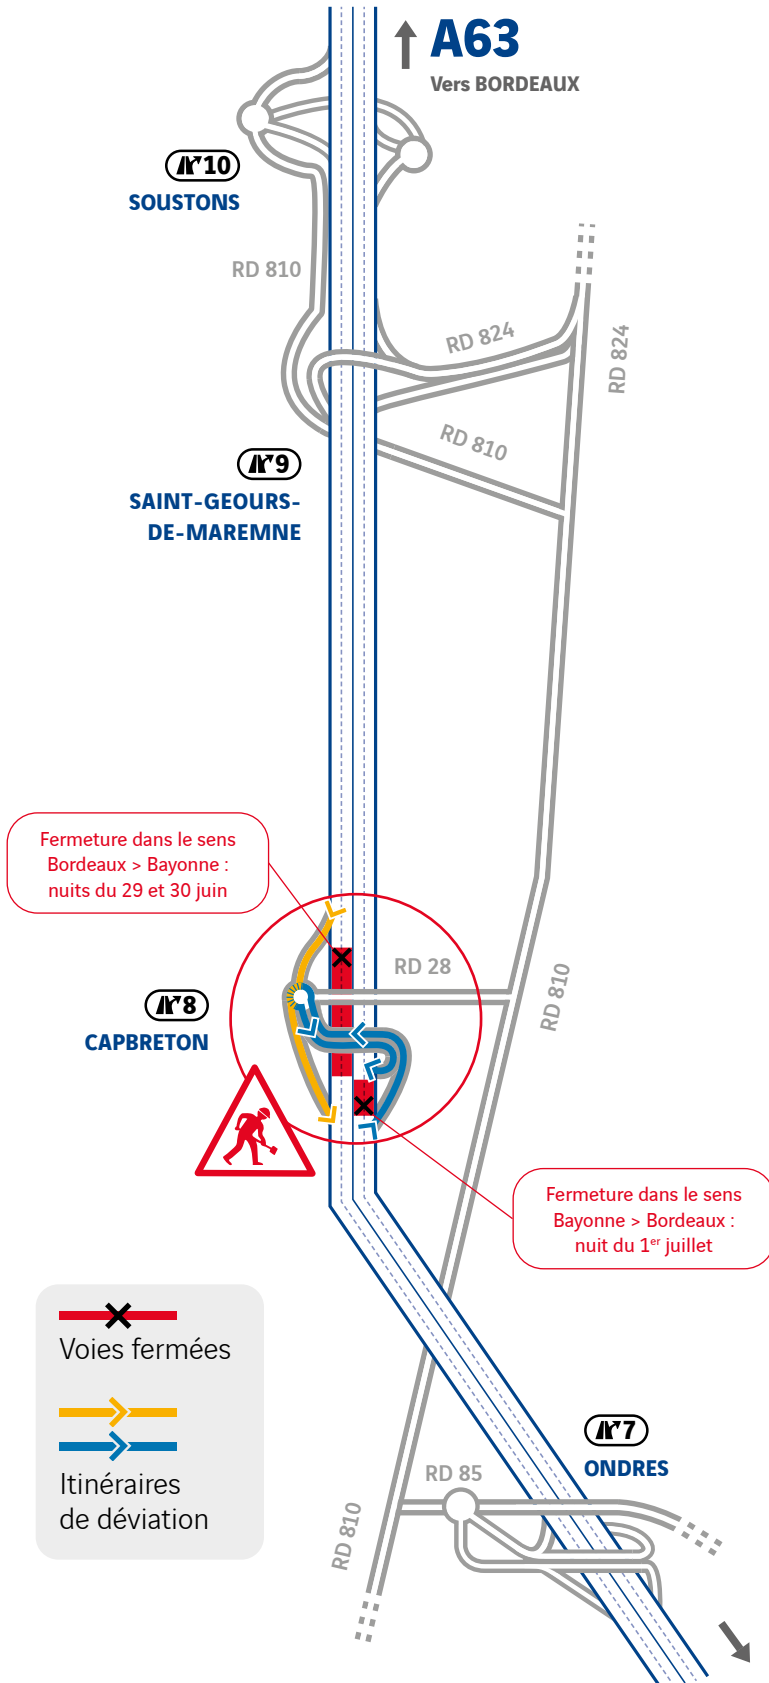 A63
Vers BORDEAUX
10
SOUSTONS
RD 810
RD 824
RD 824
RD 810
9
SAINT-GEOURS-
DE-MAREMNE
Fermeture dans le sens
Bordeaux > Bayonne :
nuits du 29 et 30 juin
RD 28
RD 810
8
CAPBRETON
Fermeture dans le sens
Bayonne > Bordeaux :
nuit du 1er juillet
Voies fermées
Itinéraires
de déviation
7
ONDRES
RD 85
RD 810